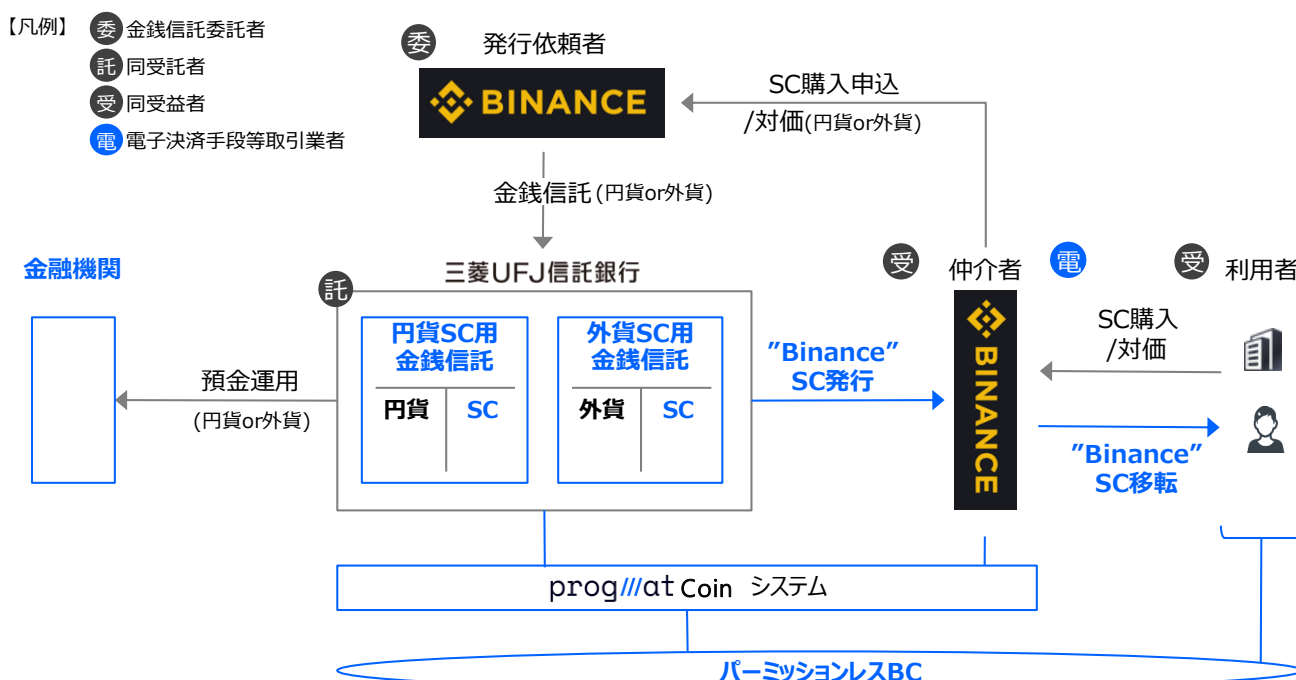 【凡例】
委 金銭信託委託者
託 同受託者
受 同受益者
電 電子決済手段等取引業者
委 発行依頼者
BINANCE
SC購入申込
/対価(円貨or外貨)
金銭信託(円貨or外貨)
金融機関
三菱UFJ信託銀行
託
受 仲介者 電
受 利用者
円貨SC用
金銭信託
円貨 SC
外貨SC用
金銭信託
外貨 SC
預金運用
(円貨or外貨)
”Binance”
SC発行
BINANCE
SC購入
/対価
”Binance”
SC移転
progmat Coin システム
パーミッションレスBC